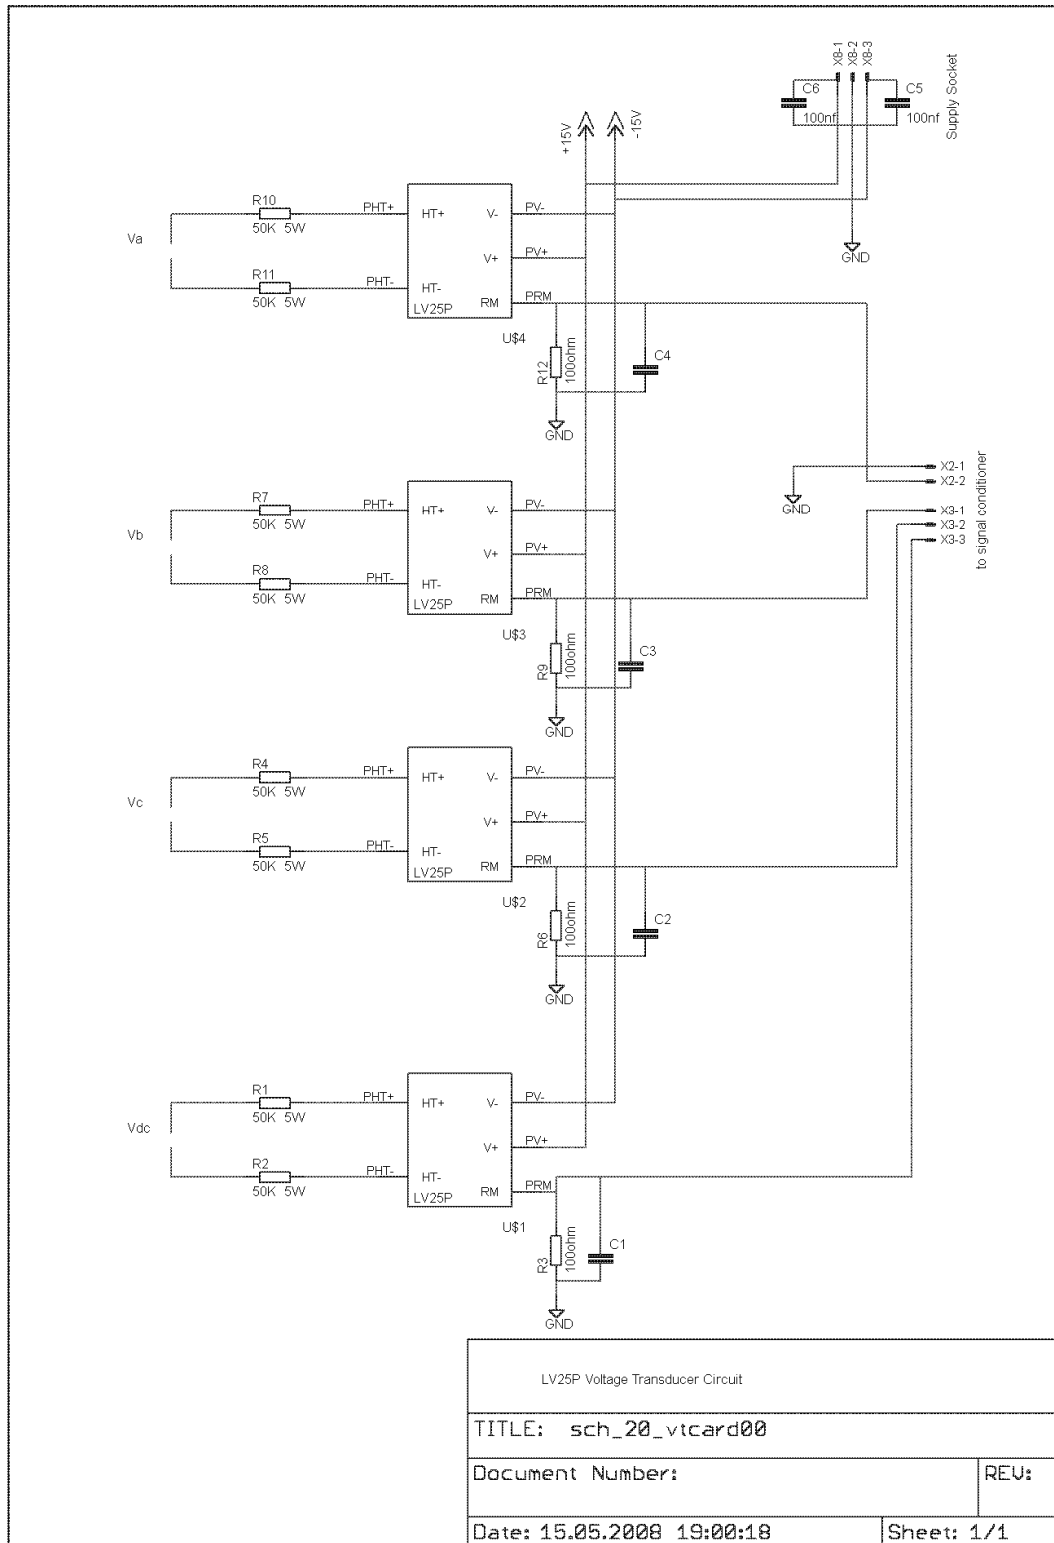 X8-1
X8-2
X8-3
C6
100nf
C5
100nf
Supply Socket
+15V
-15V
GND
R10
50K 5W
PHT+
HT+
V-
PV-
Va
V+
PV+
R11
50K 5W
PHT-
HT-
RM
PRM
LV25P
U$4
R12
100ohm
C4
GND
X2-1
X2-2
X3-1
X3-2
X3-3
to signal conditioner
GND
R7
50K 5W
PHT+
HT+
V-
PV-
Vb
V+
PV+
R8
50K 5W
PHT-
HT-
RM
PRM
LV25P
U$3
R9
100ohm
C3
GND
R4
50K 5W
PHT+
HT+
V-
PV-
Vc
V+
PV+
R5
50K 5W
PHT-
HT-
RM
PRM
LV25P
U$2
R6
100ohm
C2
GND
R1
50K 5W
PHT+
HT+
V-
PV-
Vdc
V+
PV+
R2
50K 5W
PHT-
HT-
RM
PRM
LV25P
U$1
R3
100ohm
C1
GND
LV25P Voltage Transducer Circuit
TITLE: sch_20_vtcard00
Document Number:
REV:
Date: 15.05.2008 19:00:18
Sheet: 1/1